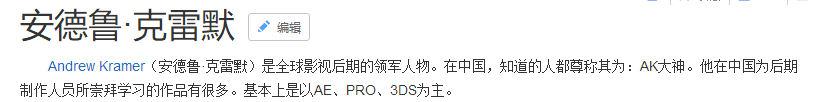 安德鲁·克雷默 编辑
Andrew Kramer（安德鲁·克雷默）是全球影视后期的领军人物。在中国，知道的人都尊称其为：AK大神。他在中国为后期
制作人员所崇拜学习的作品有很多。基本上是以AE、PRO、3DS为主。